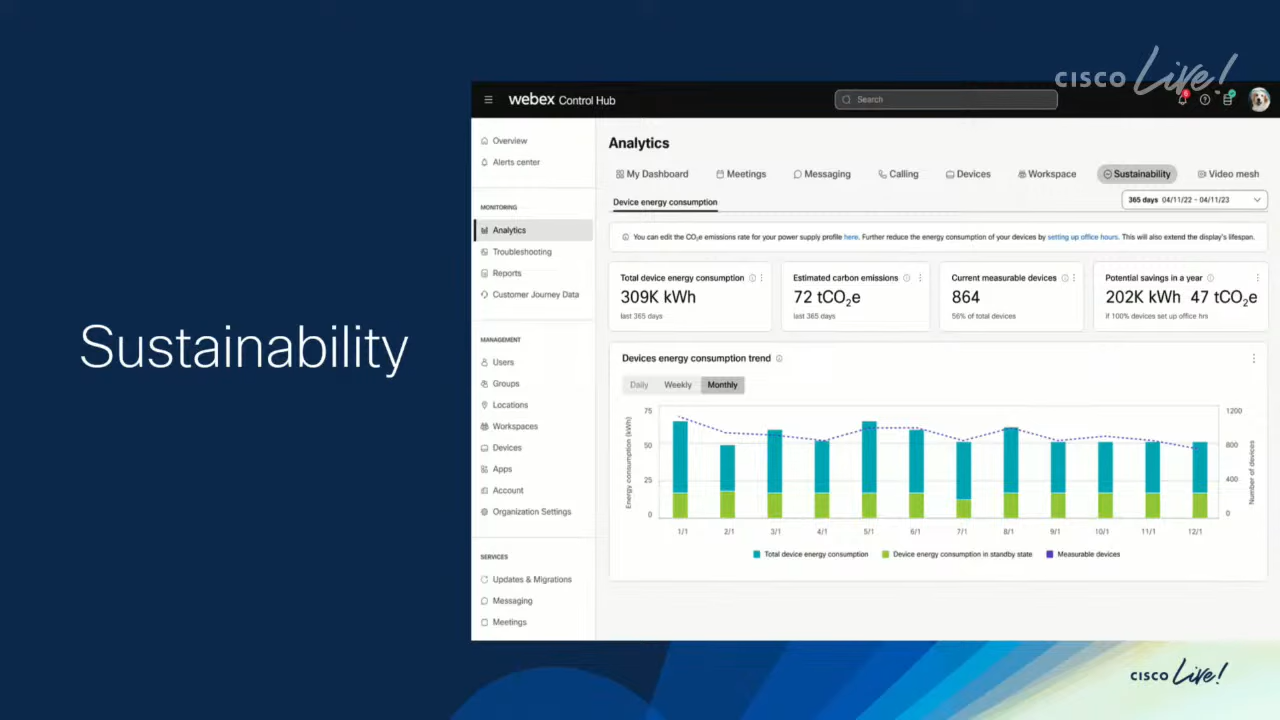 CISCO Live!
Sustainability
webex Control Hub
Search
6
Overview
Alerts center
MONITORING
Analytics
Troubleshooting
Reports
Customer Journey Data
MANAGEMENT
Users
Groups
Locations
Workspaces
Devices
Apps
Account
Organization Settings
SERVICES
Updates & Migrations
Messaging
Meetings
Analytics
My Dashboard Meetings Messaging Calling Devices Workspace Sustainability Video mesh
Device energy consumption
365 days 04/11/22 - 04/11/23
You can edit the CO₂e emissions rate for your power supply profile here. Further reduce the energy consumption of your devices by setting up office hours. This will also extend the display's lifespan.
Total device energy consumption
309K kWh
last 365 days
Estimated carbon emissions
72 tCO₂e
last 365 days
Current measurable devices
864
56% of total devices
Potential savings in a year
202K kWh 47 tCO₂e
if 100% devices set up office hrs
Devices energy consumption trend
Daily Weekly Monthly
Energy consumption (kWh)
75
50
25
0
1200
800
400
0
Number of devices
1/1 2/1 3/1 4/1 5/1 6/1 7/1 8/1 9/1 10/1 11/1 12/1
Total device energy consumption Device energy consumption in standby state Measurable devices
CISCO Live!